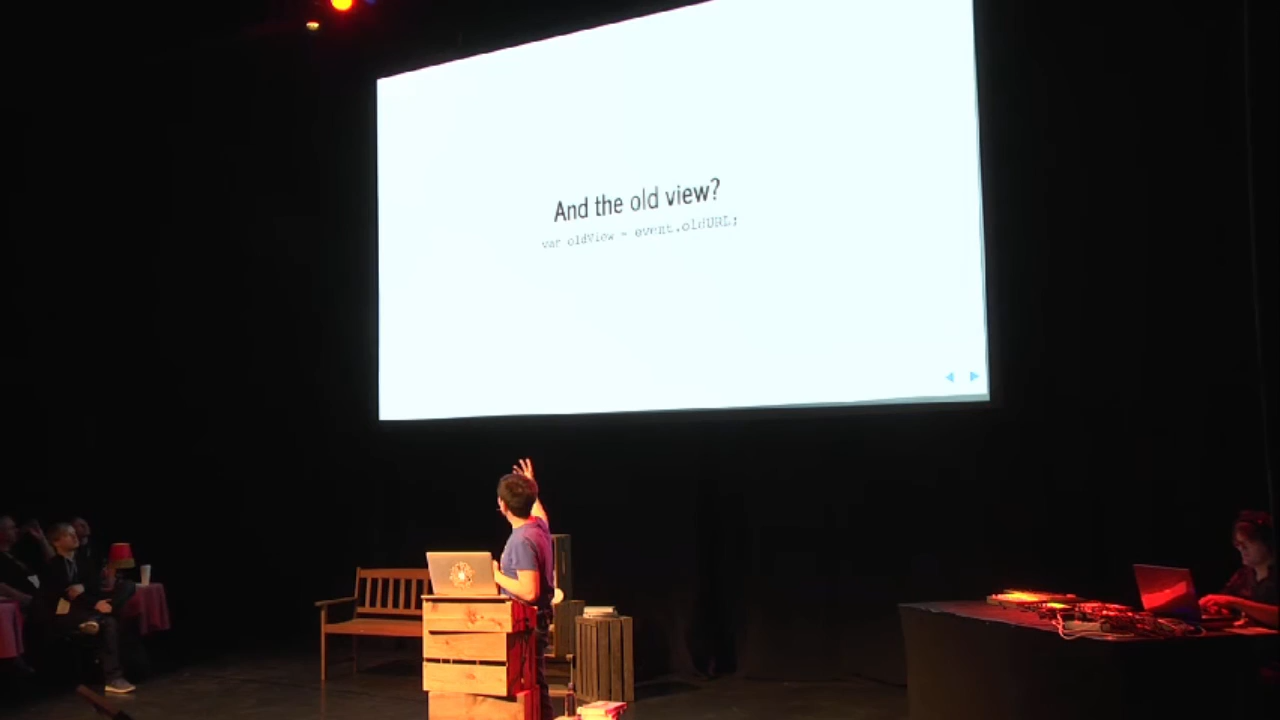 And the old view?
var oldView = event.oldURL;